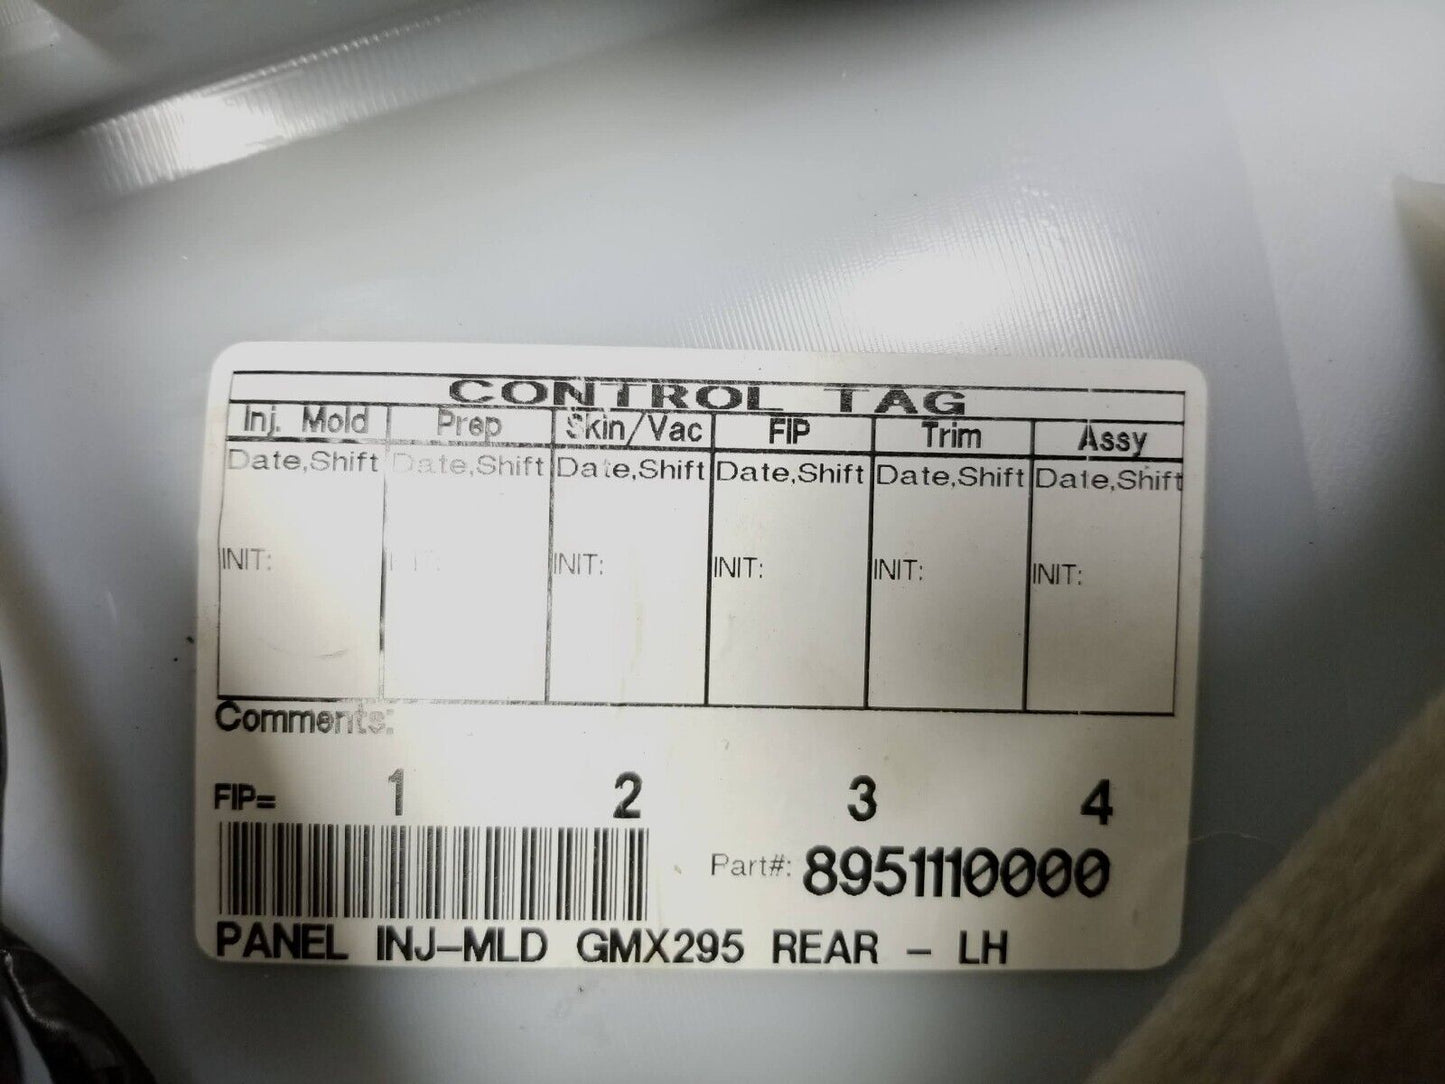 CONTROL TAG
Inj. Mold Prep Skin/Vac FIP Trim Assy
Date,Shift Date,Shift Date,Shift Date,Shift Date,Shift Date,Shift
INIT: INIT: INIT: INIT: INIT: INIT:
Comments:
FIP= 1 2 3 4
Part#: 8951110000
PANEL INJ-MLD GMX295 REAR - LH